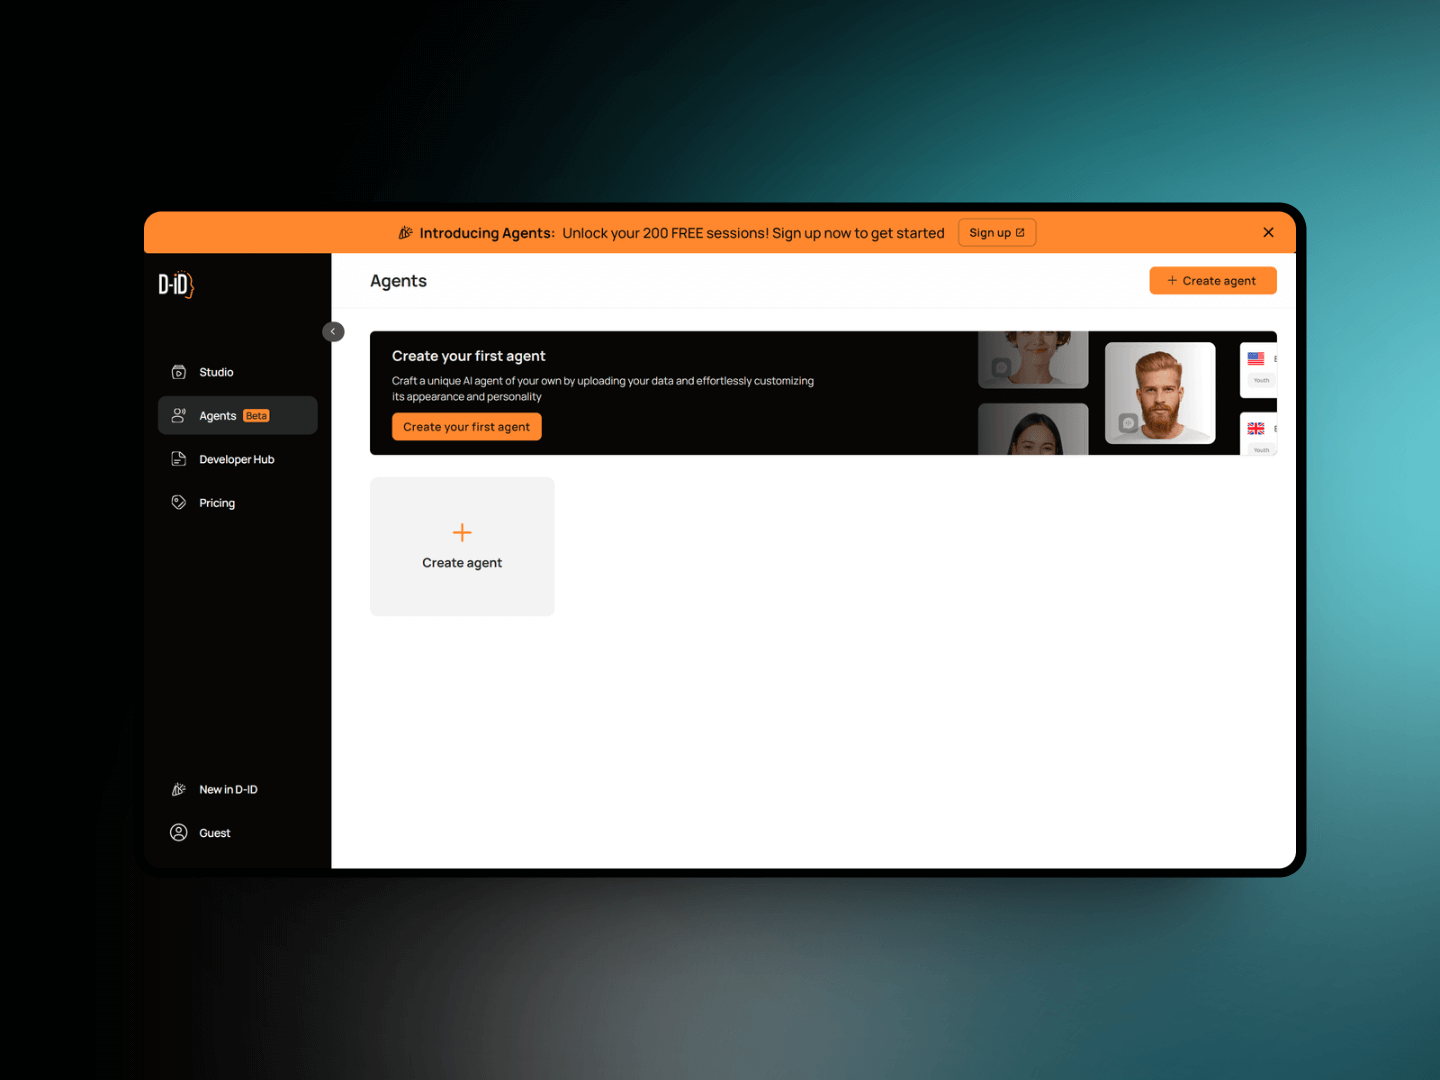 Introducing Agents: Unlock your 200 FREE sessions! Sign up now to get started
Sign up
D-iD
Agents
+ Create agent
Studio
Agents Beta
Developer Hub
Pricing
Create your first agent
Craft a unique AI agent of your own by uploading your data and effortlessly customizing
its appearance and personality
Create your first agent
Youth
Youth
Create agent
New in D-ID
Guest